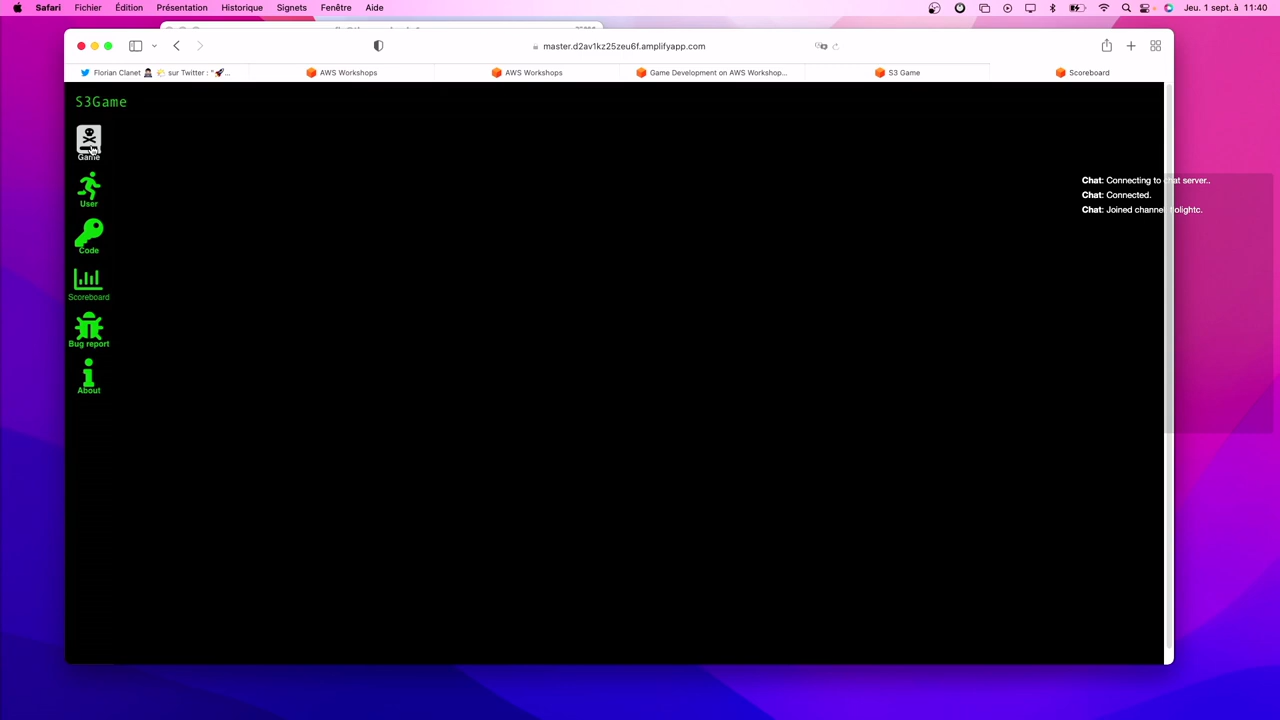 Safari Fichier Édition Présentation Historique Signets Fenêtre Aide Jeu. 1 sept. à 11:40
master.d2av1kz25zeu6f.amplifyapp.com
Florian Clanet sur Twitter : "🚀... AWS Workshops AWS Workshops Game Development on AWS Workshop... S3 Game Scoreboard
S3Game
Game
User
Code
Scoreboard
Bug report
About
Chat: Connecting to chat server..
Chat: Connected.
Chat: Joined channel